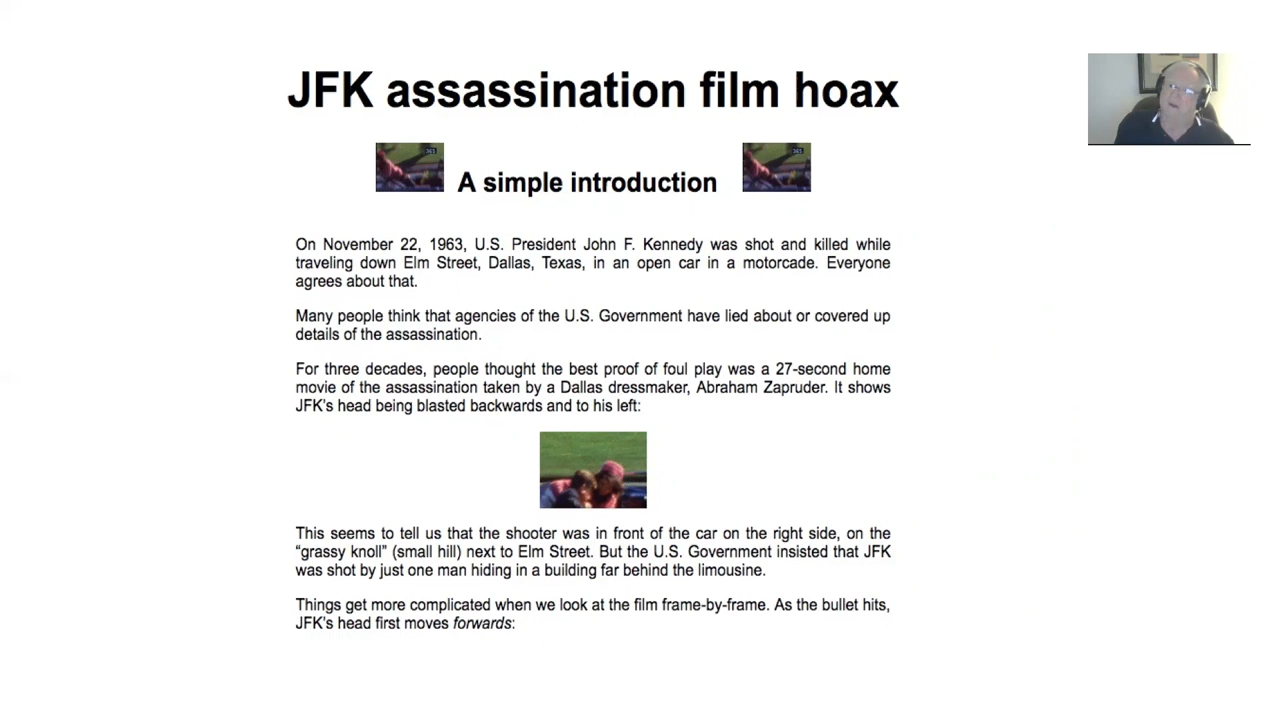 JFK assassination film hoax
A simple introduction
On November 22, 1963, U.S. President John F. Kennedy was shot and killed while
traveling down Elm Street, Dallas, Texas, in an open car in a motorcade. Everyone
agrees about that.
Many people think that agencies of the U.S. Government have lied about or covered up
details of the assassination.
For three decades, people thought the best proof of foul play was a 27-second home
movie of the assassination taken by a Dallas dressmaker, Abraham Zapruder. It shows
JFK’s head being blasted backwards and to his left:
This seems to tell us that the shooter was in front of the car on the right side, on the
“grassy knoll” (small hill) next to Elm Street. But the U.S. Government insisted that JFK
was shot by just one man hiding in a building far behind the limousine.
Things get more complicated when we look at the film frame-by-frame. As the bullet hits,
JFK’s head first moves forwards: